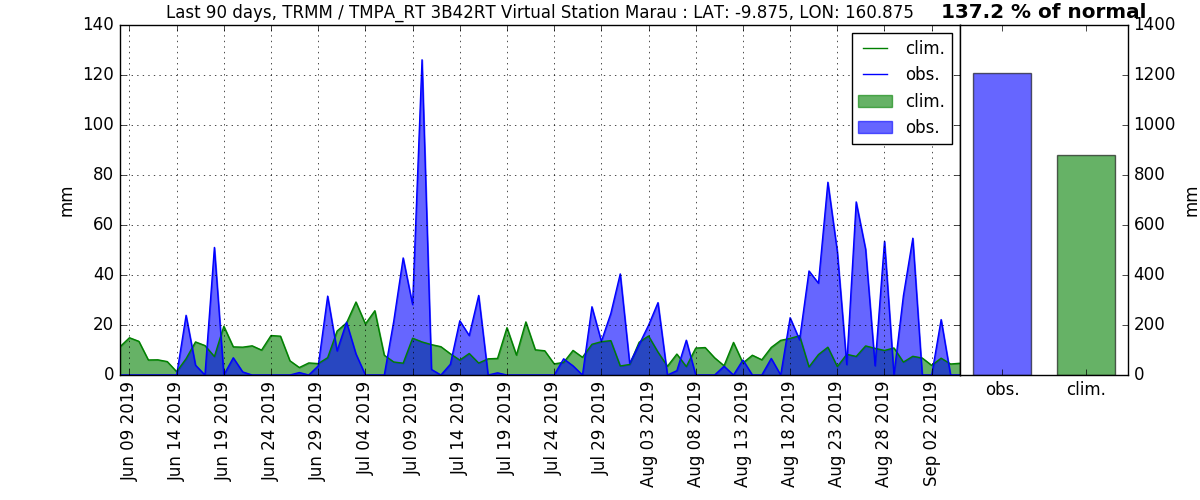 Last 90 days, TRMM / TMPA_RT 3B42RT Virtual Station Marau : LAT: -9.875, LON: 160.875
137.2 % of normal
140
120
100
80
60
40
20
0
mm
clim.
obs.
clim.
obs.
1400
1200
1000
800
600
400
200
0
mm
obs.
clim.
Jun 09 2019
Jun 14 2019
Jun 19 2019
Jun 24 2019
Jun 29 2019
Jul 04 2019
Jul 09 2019
Jul 14 2019
Jul 19 2019
Jul 24 2019
Jul 29 2019
Aug 03 2019
Aug 08 2019
Aug 13 2019
Aug 18 2019
Aug 23 2019
Aug 28 2019
Sep 02 2019